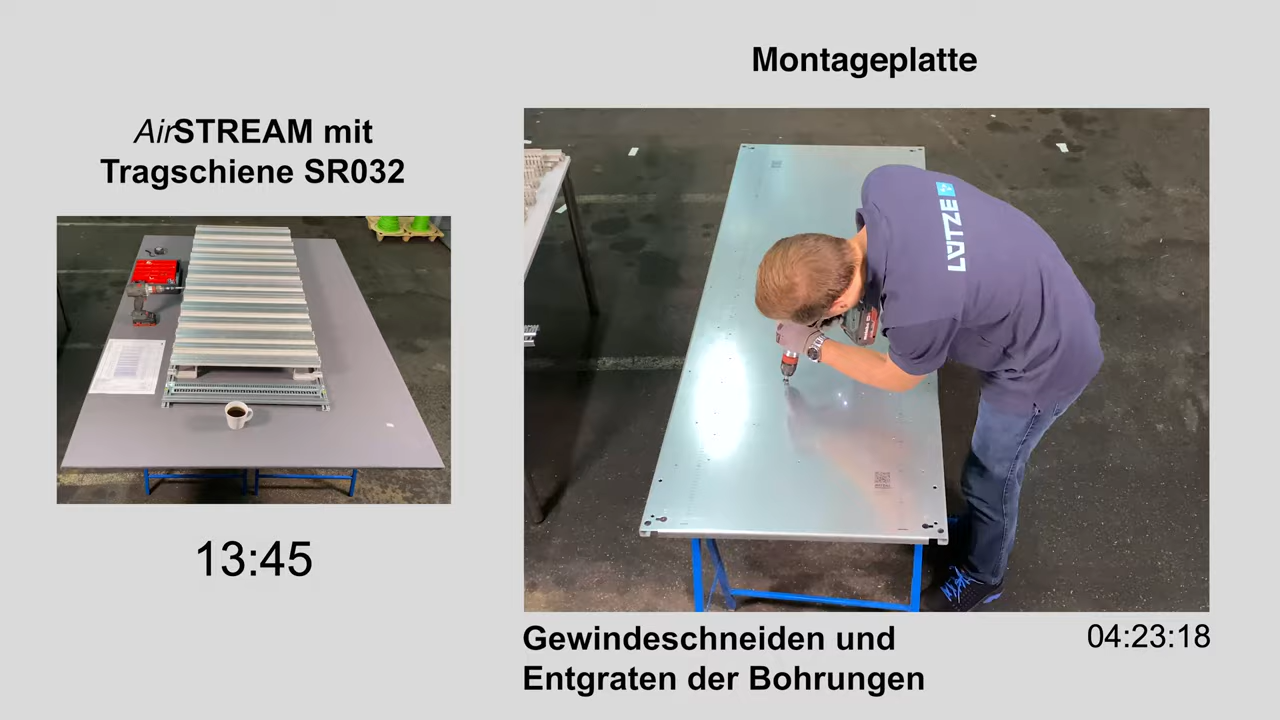 Montageplatte
AirSTREAM mit
Tragschiene SR032
LÜTZE
13:45
Gewindeschneiden und
Entgraten der Bohrungen
04:23:18